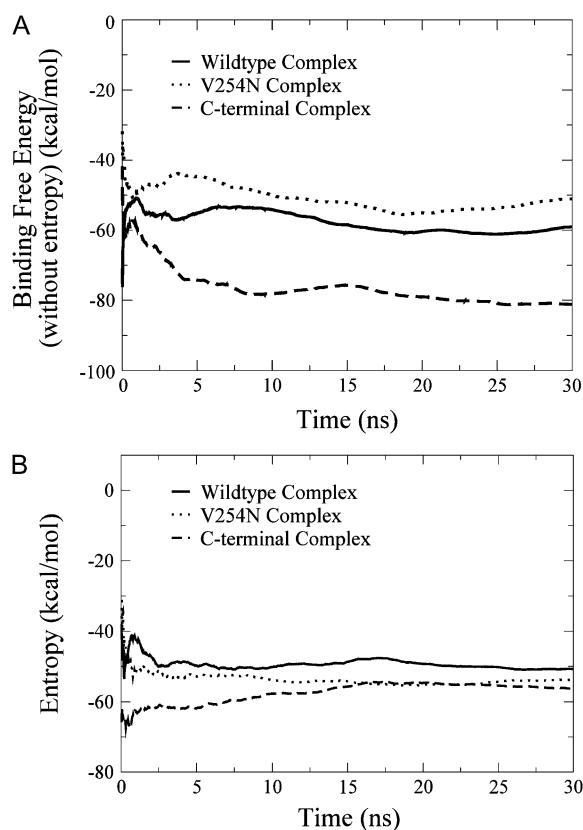 A
Binding Free Energy
(without entropy) (kcal/mol)
0
-20
-40
-60
-80
-100
Wildtype Complex
V254N Complex
C-terminal Complex
0
5
10
15
20
25
30
Time (ns)
B
Entropy (kcal/mol)
0
-20
-40
-60
-80
Wildtype Complex
V254N Complex
C-terminal Complex
0
5
10
15
20
25
30
Time (ns)